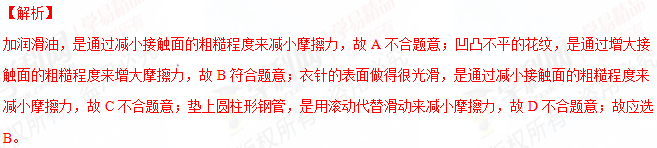 【解析】
加润滑油，是通过减小接触面的粗糙程度来减小摩擦力，故 A 不合题意；凹凸不平的花纹，是通过增大接
触面的粗糙程度来增大摩擦力，故 B 符合题意；衣针的表面做得很光滑，是通过减小接触面的粗糙程度来
减小摩擦力，故 C 不合题意；垫上圆柱形钢管，是用滚动代替滑动来减小摩擦力，故 D 不合题意；故应选
B。